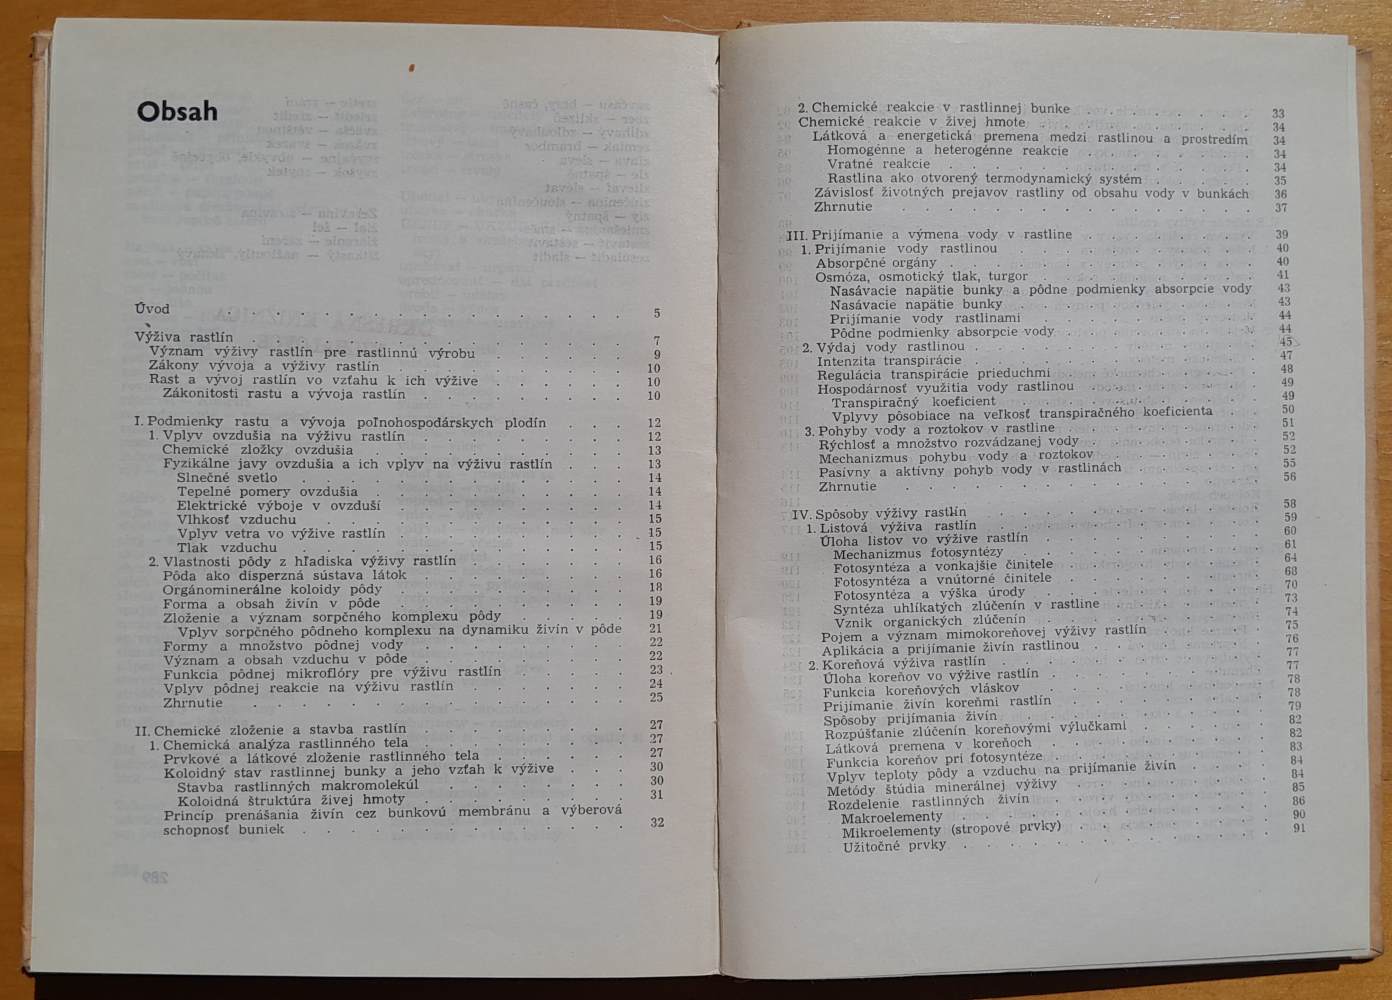 Obsah
Úvod . . . . . . . . . . . . . . . . 5
Výživa rastlín . . . . . . . . . . . . . . 7
Význam výživy rastlín pre rastlinnú výrobu . . . . . 9
Zákony vývoja a výživy rastlín . . . . . . . . . 10
Rast a vývoj rastlín vo vzťahu k ich výžive . . . . . 10
Zákonitosti rastu a vývoja rastlín . . . . . . . . 10
I. Podmienky rastu a vývoja poľnohospodárskych plodín . . . 12
1. Vplyv ovzdušia na výživu rastlín . . . . . . . . 12
Chemické zložky ovzdušia . . . . . . . . . . 13
Fyzikálne javy ovzdušia a ich vplyv na výživu rastlín . . . 13
Slnečné svetlo . . . . . . . . . . . . . 14
Tepelné pomery ovzdušia . . . . . . . . . . 14
Elektrické výboje v ovzduší . . . . . . . . . 14
Vlhkosť vzduchu . . . . . . . . . . . . 15
Vplyv vetra vo výžive rastlín . . . . . . . . . 15
Tlak vzduchu . . . . . . . . . . . . . 15
2. Vlastnosti pôdy z hľadiska výživy rastlín . . . . . . 16
Pôda ako disperzná sústava látok . . . . . . . . 16
Orgánominerálne koloidy pôdy . . . . . . . . . 18
Forma a obsah živín v pôde . . . . . . . . . 19
Zloženie a význam sorpčného komplexu pôdy . . . . . 19
Vplyv sorpčného pôdneho komplexu na dynamiku živín v pôde 21
Formy a množstvo pôdnej vody . . . . . . . . 22
Význam a obsah vzduchu v pôde . . . . . . . . 22
Funkcia pôdnej mikroflóry pre výživu rastlín . . . . . 23
Vplyv pôdnej reakcie na výživu rastlín . . . . . . 24
Zhrnutie . . . . . . . . . . . . . . . 25
II. Chemické zloženie a stavba rastlín . . . . . . . . 27
1. Chemická analýza rastlinného tela . . . . . . . . 27
Prvkové a látkové zloženie rastlinného tela . . . . . 27
Koloidný stav rastlinnej bunky a jeho vzťah k výžive . . . 30
Stavba rastlinných makromolekúl . . . . . . . 30
Koloidná štruktúra živej hmoty . . . . . . . . 31
Princíp prenášania živín cez bunkovú membránu a výberová
schopnosť buniek . . . . . . . . . . . . . 32
2. Chemické reakcie v rastlinnej bunke . . . . . . . 33
Chemické reakcie v živej hmote . . . . . . . . . 34
Látková a energetická premena medzi rastlinou a prostredím 34
Homogénne a heterogénne reakcie . . . . . . . 34
Vratné reakcie . . . . . . . . . . . . . 34
Rastlina ako otvorený termodynamický systém . . . . 35
Závislosť životných prejavov rastliny od obsahu vody v bunkách 36
Zhrnutie . . . . . . . . . . . . . . . 37
III. Prijímanie a výmena vody v rastline . . . . . . . 39
1. Prijímanie vody rastlinou . . . . . . . . . . 40
Absorpčné orgány . . . . . . . . . . . . 40
Osmóza, osmotický tlak, turgor . . . . . . . . . 41
Nasávacie napätie bunky a pôdne podmienky absorpcie vody 43
Nasávacie napätie bunky . . . . . . . . . . 43
Prijímanie vody rastlinami . . . . . . . . . 44
Pôdne podmienky absorpcie vody . . . . . . . . 44
2. Výdaj vody rastlinou . . . . . . . . . . . 45
Intenzita transpirácie . . . . . . . . . . . 47
Regulácia transpirácie prieduchmi . . . . . . . . 48
Hospodárnosť využitia vody rastlinou . . . . . . . 49
Transpiračný koeficient . . . . . . . . . . 49
Vplyvy pôsobiace na veľkosť transpiračného koeficienta . . 50
3. Pohyby vody a roztokov v rastline . . . . . . . . 51
Rýchlosť a množstvo rozvádzanej vody . . . . . . . 52
Mechanizmus pohybu vody a roztokov . . . . . . . 52
Pasívny a aktívny pohyb vody v rastlinách . . . . . 55
Zhrnutie . . . . . . . . . . . . . . . 56
IV. Spôsoby výživy rastlín . . . . . . . . . . . 58
1. Listová výživa rastlín . . . . . . . . . . . 59
Úloha listov vo výžive rastlín . . . . . . . . . 60
Mechanizmus fotosyntézy . . . . . . . . . . 61
Fotosyntéza a vonkajšie činitele . . . . . . . . 64
Fotosyntéza a vnútorné činitele . . . . . . . . 68
Fotosyntéza a výška úrody . . . . . . . . . 70
Syntéza uhlíkatých zlúčenín v rastline . . . . . . 73
Vznik organických zlúčenín . . . . . . . . . 74
Pojem a význam mimokoreňovej výživy rastlín . . . . 75
Aplikácia a prijímanie živín rastlinou . . . . . . . 76
2. Koreňová výživa rastlín . . . . . . . . . . 77
Úloha koreňov vo výžive rastlín . . . . . . . . 77
Funkcia koreňových vláskov . . . . . . . . . 78
Prijímanie živín koreňmi rastlín . . . . . . . . 78
Spôsoby prijímania živín . . . . . . . . . . 79
Rozpúšťanie zlúčenín koreňovými výlučkami . . . . . 82
Látková premena v koreňoch . . . . . . . . . 82
Funkcia koreňov pri fotosyntéze . . . . . . . . 83
Vplyv teploty pôdy a vzduchu na prijímanie živín . . . . 84
Metódy štúdia minerálnej výživy . . . . . . . . 84
Rozdelenie rastlinných živín . . . . . . . . . 85
Makroelementy . . . . . . . . . . . . . 86
Mikroelementy (stropové prvky) . . . . . . . . 90
Užitočné prvky . . . . . . . . . . . . . 91